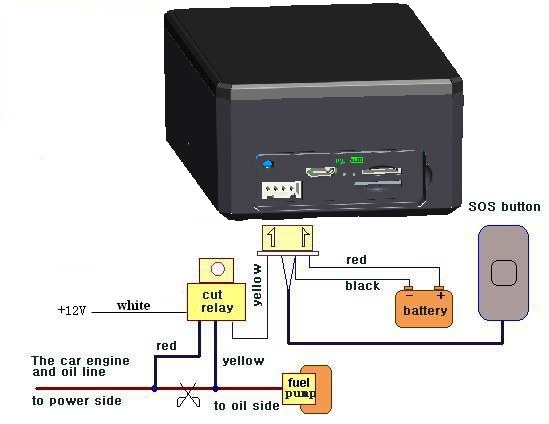 SOS button
red
black
yellow
− +
battery
cut
relay
+12V
white
red
yellow
The car engine
and oil line
to power side
to oil side
fuel
pump